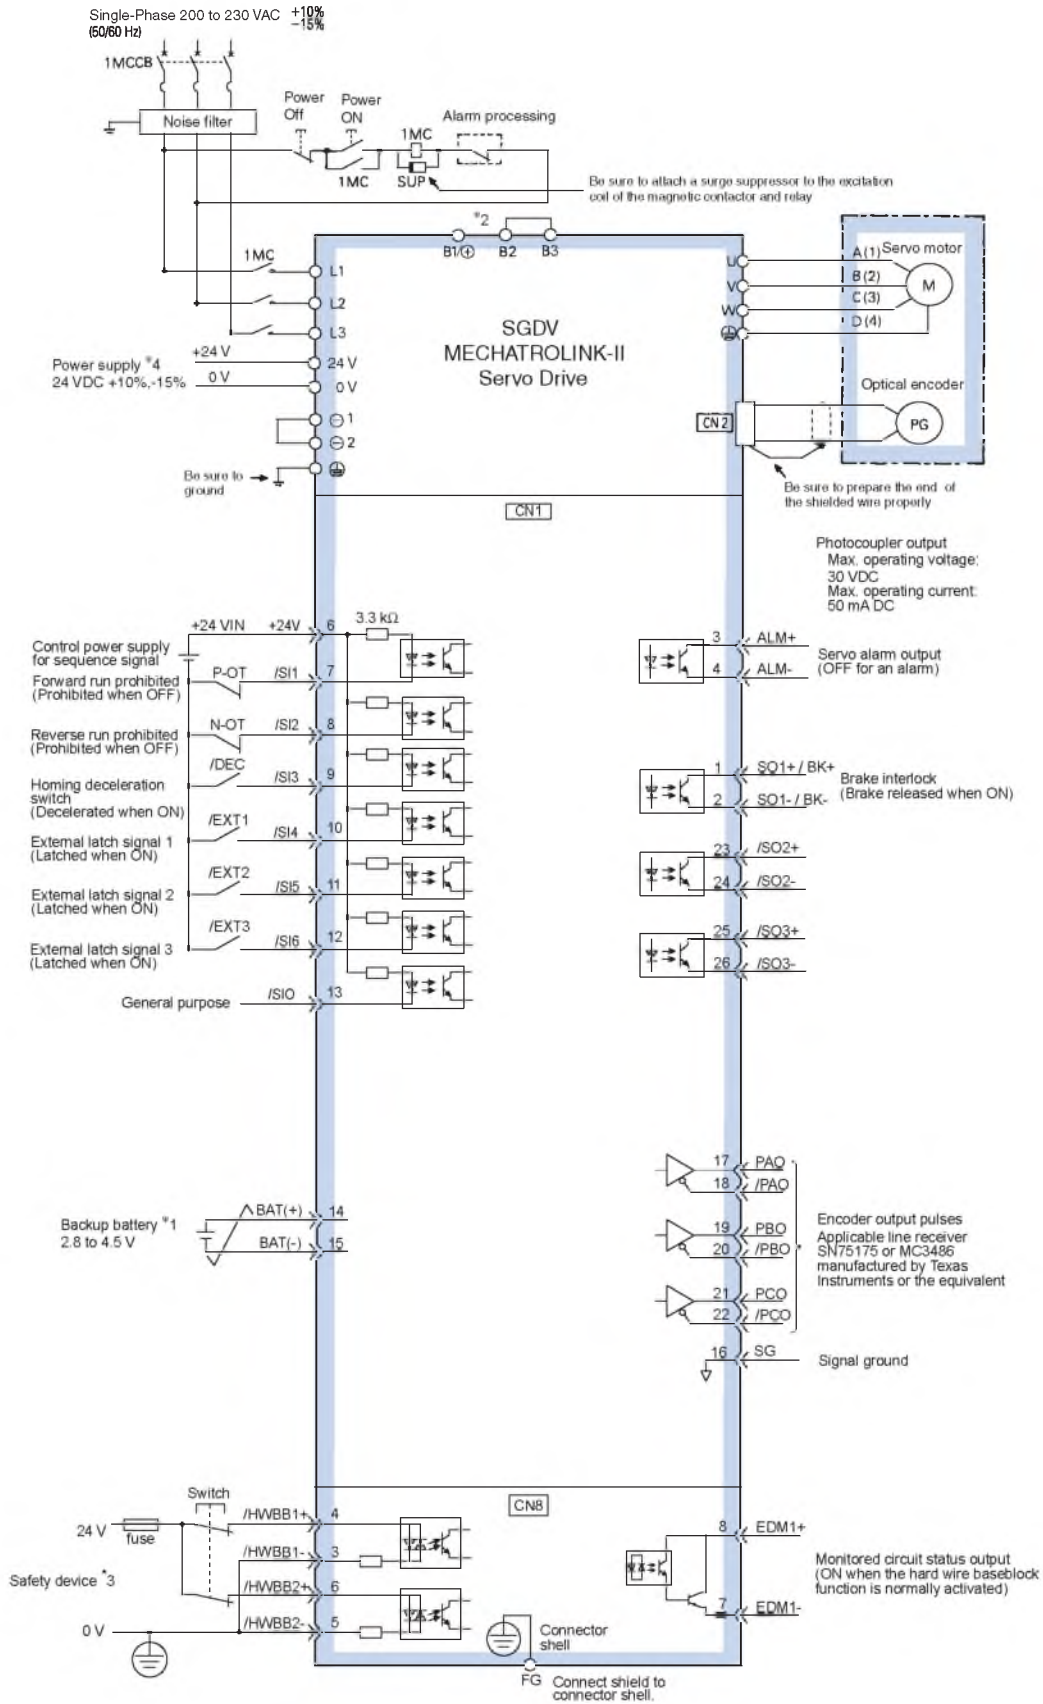 Single-Phase 200 to 230 VAC +10% −15%
(50/60 Hz)
1MCCB
Noise filter
Power Off
Power ON
1MC
SUP
1MC
Alarm processing
Be sure to attach a surge suppressor to the excitation
coil of the magnetic contactor and relay
*2
B1/⊕ B2 B3
1MC
L1
L2
L3
+24 V
24 V
Power supply *4
24 VDC +10%,-15%
0 V
0 V
⊖ 1
⊖ 2
Be sure to
ground
SGDV
MECHATROLINK-II
Servo Drive
U
V
W
A (1)
B (2)
C (3)
D (4)
Servo motor
M
Optical encoder
PG
CN 2
Be sure to prepare the end of
the shielded wire properly
CN1
Photocoupler output
Max. operating voltage:
30 VDC
Max. operating current:
50 mA DC
+24 VIN +24V 6 3.3 kΩ
Control power supply
for sequence signal
P-OT /SI1 7
Forward run prohibited
(Prohibited when OFF)
N-OT /SI2 8
Reverse run prohibited
(Prohibited when OFF)
/DEC /SI3 9
Homing deceleration
switch
(Decelerated when ON)
/EXT1 /SI4 10
External latch signal 1
(Latched when ON)
/EXT2 /SI5 11
External latch signal 2
(Latched when ON)
/EXT3 /SI6 12
External latch signal 3
(Latched when ON)
General purpose /SIO 13
3 ALM+
4 ALM-
Servo alarm output
(OFF for an alarm)
1 SO1+ / BK+
2 SO1- / BK-
Brake interlock
(Brake released when ON)
23 /SO2+
24 /SO2-
25 /SO3+
26 /SO3-
Backup battery *1
2.8 to 4.5 V
BAT(+) 14
BAT(-) 15
17 PAO
18 /PAO
19 PBO
20 /PBO
21 PCO
22 /PCO
Encoder output pulses
Applicable line receiver
SN75175 or MC3486
manufactured by Texas
Instruments or the equivalent
16 SG
Signal ground
CN8
Switch
24 V
fuse
/HWBB1+ 4
/HWBB1- 3
Safety device *3
/HWBB2+ 6
0 V
/HWBB2- 5
8 EDM1+
7 EDM1-
Monitored circuit status output
(ON when the hard wire baseblock
function is normally activated)
Connector
shell
FG Connect shield to
connector shell.